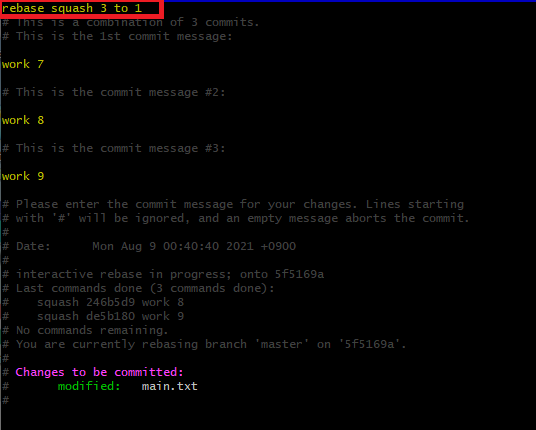 rebase squash 3 to 1
# This is a combination of 3 commits.
# This is the 1st commit message:
work 7
# This is the commit message #2:
work 8
# This is the commit message #3:
work 9
# Please enter the commit message for your changes. Lines starting
# with '#' will be ignored, and an empty message aborts the commit.
#
# Date:      Mon Aug 9 00:40:40 2021 +0900
#
# interactive rebase in progress; onto 5f5169a
# Last commands done (3 commands done):
#    squash 246b5d9 work 8
#    squash de5b180 work 9
# No commands remaining.
# You are currently rebasing branch 'master' on '5f5169a'.
#
# Changes to be committed:
#       modified:   main.txt
#